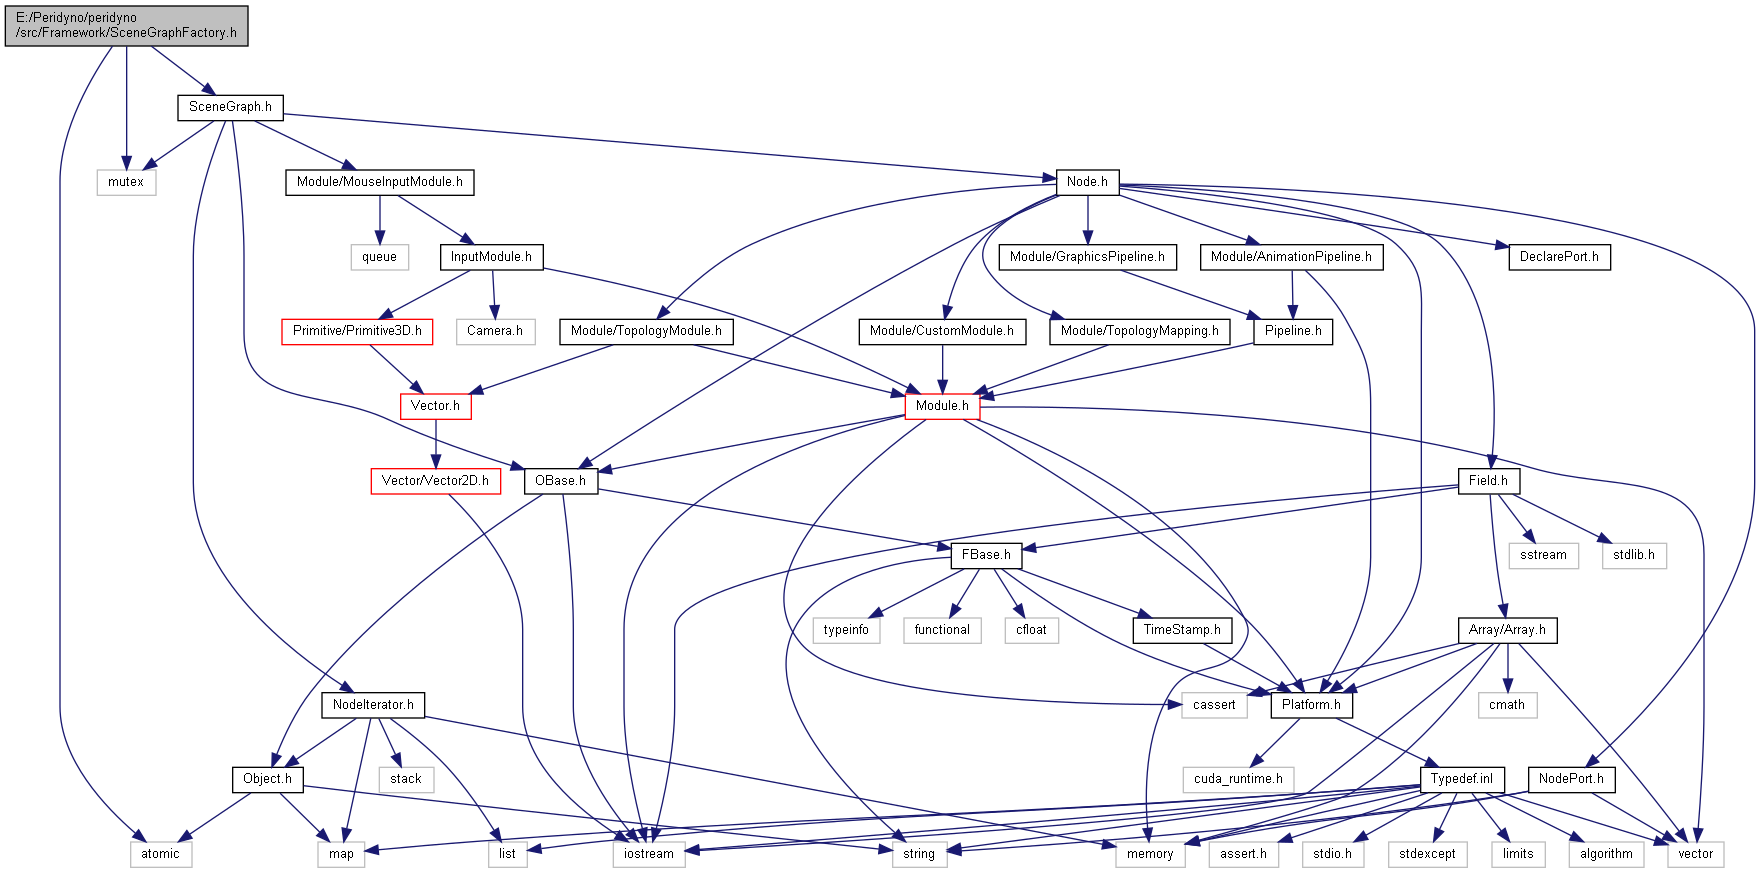 E:/Peridyno/peridyno
/src/Framework/SceneGraphFactory.h
SceneGraph.h
mutex
Module/MouseInputModule.h
Node.h
queue
InputModule.h
Module/GraphicsPipeline.h
Module/AnimationPipeline.h
DeclarePort.h
Primitive/Primitive3D.h
Camera.h
Module/TopologyModule.h
Module/CustomModule.h
Module/TopologyMapping.h
Pipeline.h
Vector.h
Module.h
Vector/Vector2D.h
OBase.h
Field.h
FBase.h
sstream
stdlib.h
typeinfo
functional
cfloat
TimeStamp.h
Array/Array.h
NodeIterator.h
cassert
Platform.h
cmath
Object.h
stack
cuda_runtime.h
Typedef.inl
NodePort.h
atomic
map
list
iostream
string
memory
assert.h
stdio.h
stdexcept
limits
algorithm
vector